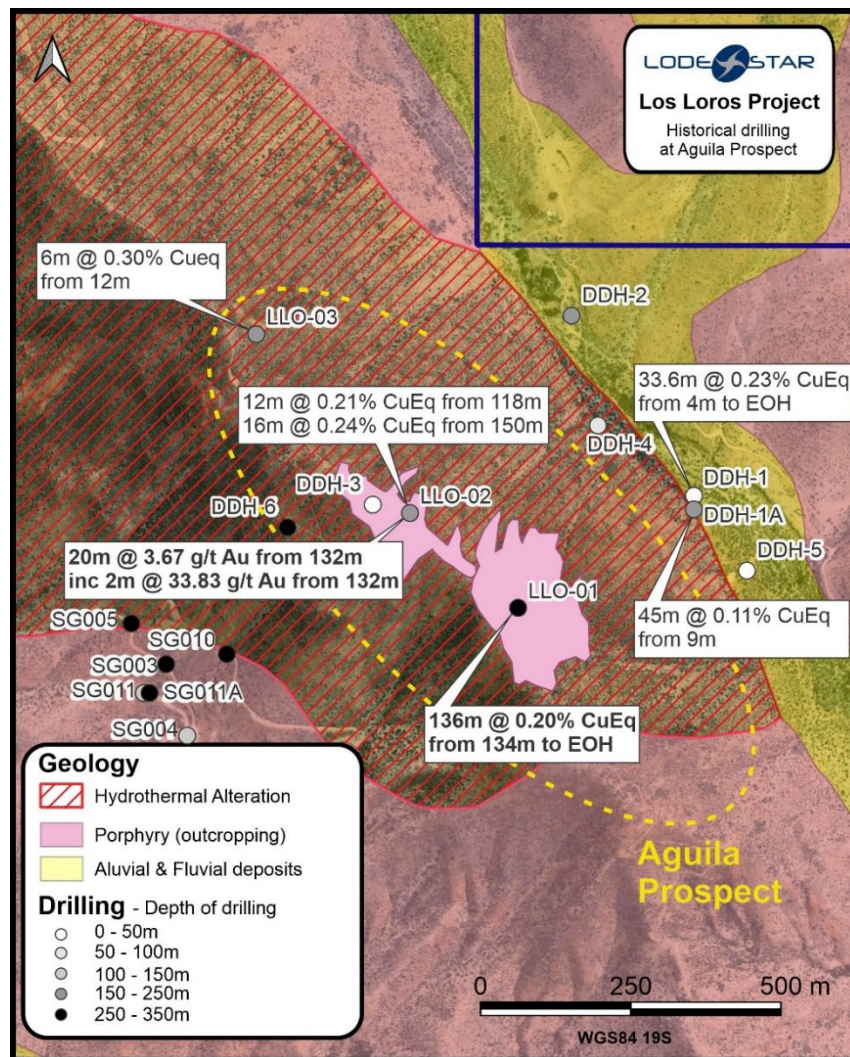 LODE STAR
Los Loros Project
Historical drilling
at Aguila Prospect
6m @ 0.30% Cueq
from 12m
LLO-03
DDH-2
12m @ 0.21% CuEq from 118m
16m @ 0.24% CuEq from 150m
33.6m @ 0.23% CuEq
from 4m to EOH
DDH-4
DDH-1
DDH-1A
DDH-3
LLO-02
DDH-6
DDH-5
20m @ 3.67 g/t Au from 132m
inc 2m @ 33.83 g/t Au from 132m
LLO-01
45m @ 0.11% CuEq
from 9m
SG005
SG010
SG003
SG011
SG011A
SG004
136m @ 0.20% CuEq
from 134m to EOH
Aguila
Prospect
Geology
Hydrothermal Alteration
Porphyry (outcropping)
Aluvial & Fluvial deposits
Drilling - Depth of drilling
0 - 50m
50 - 100m
100 - 150m
150 - 250m
250 - 350m
0 250 500 m
WGS84 19S